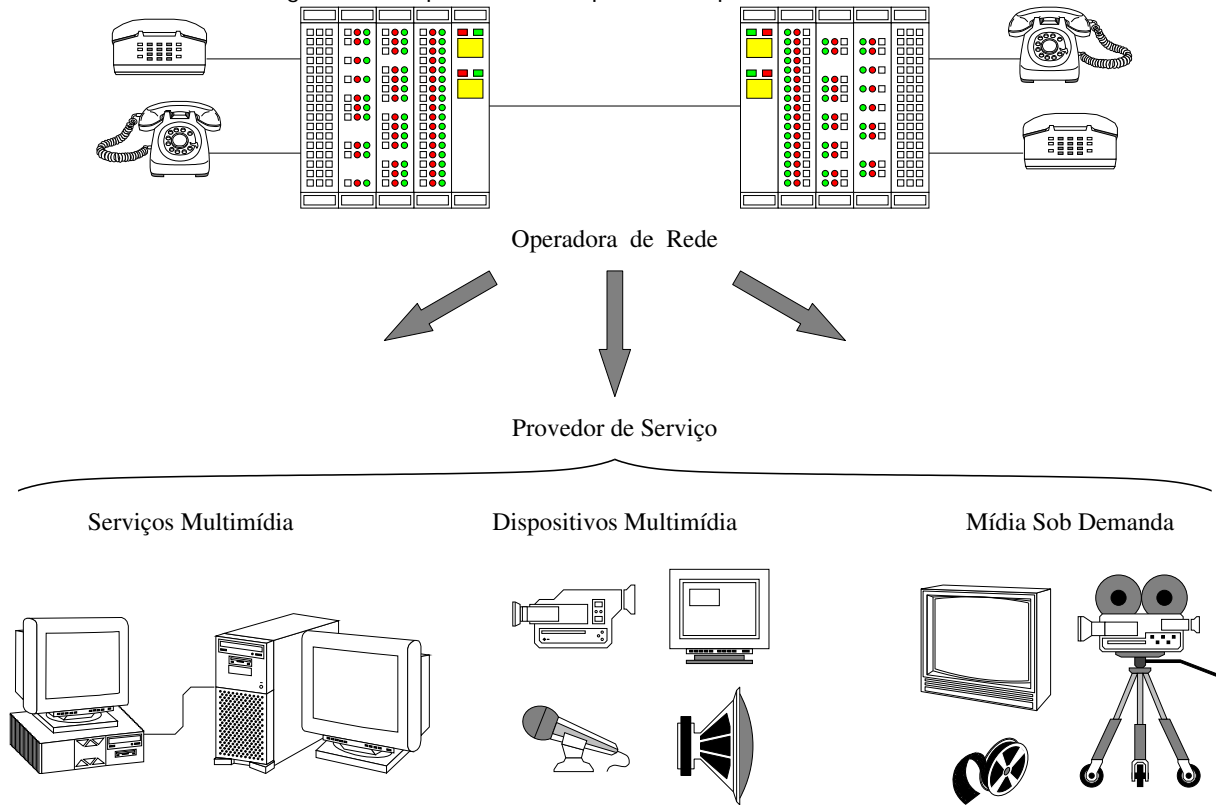 Operadora de Rede
Provedor de Serviço
Serviços Multimídia
Dispositivos Multimídia
Mídia Sob Demanda